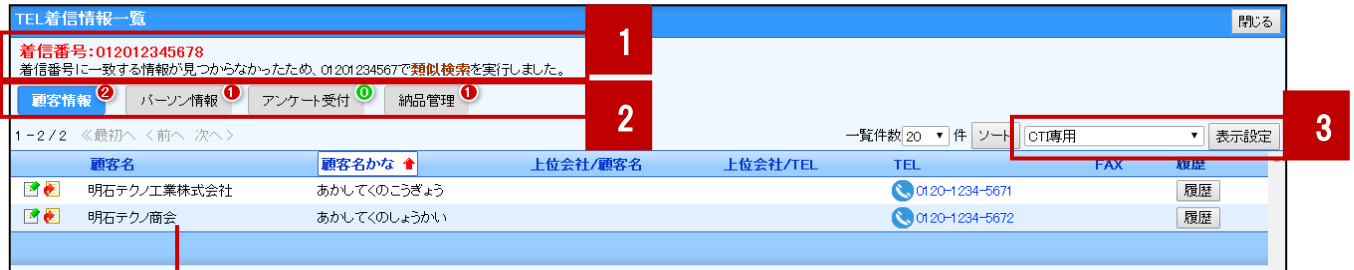 TEL着信情報一覧 閉じる
着信番号:012012345678
着信番号に一致する情報が見つからなかったため、01201234567で類似検索を実行しました。
1
顧客情報 2 パーソン情報 1 アンケート受付 0 納品管理 1
2
1-2/2 ≪最初へ <前へ 次へ> 一覧件数 20 ▼ 件 ソート CTI専用 ▼ 表示設定
3
顧客名 顧客名かな 上位会社/顧客名 上位会社/TEL TEL FAX 履歴
明石テクノ工業株式会社 あかしてくのこうぎょう 0120-1234-5671 履歴
明石テクノ商会 あかしてくのしょうかい 0120-1234-5672 履歴